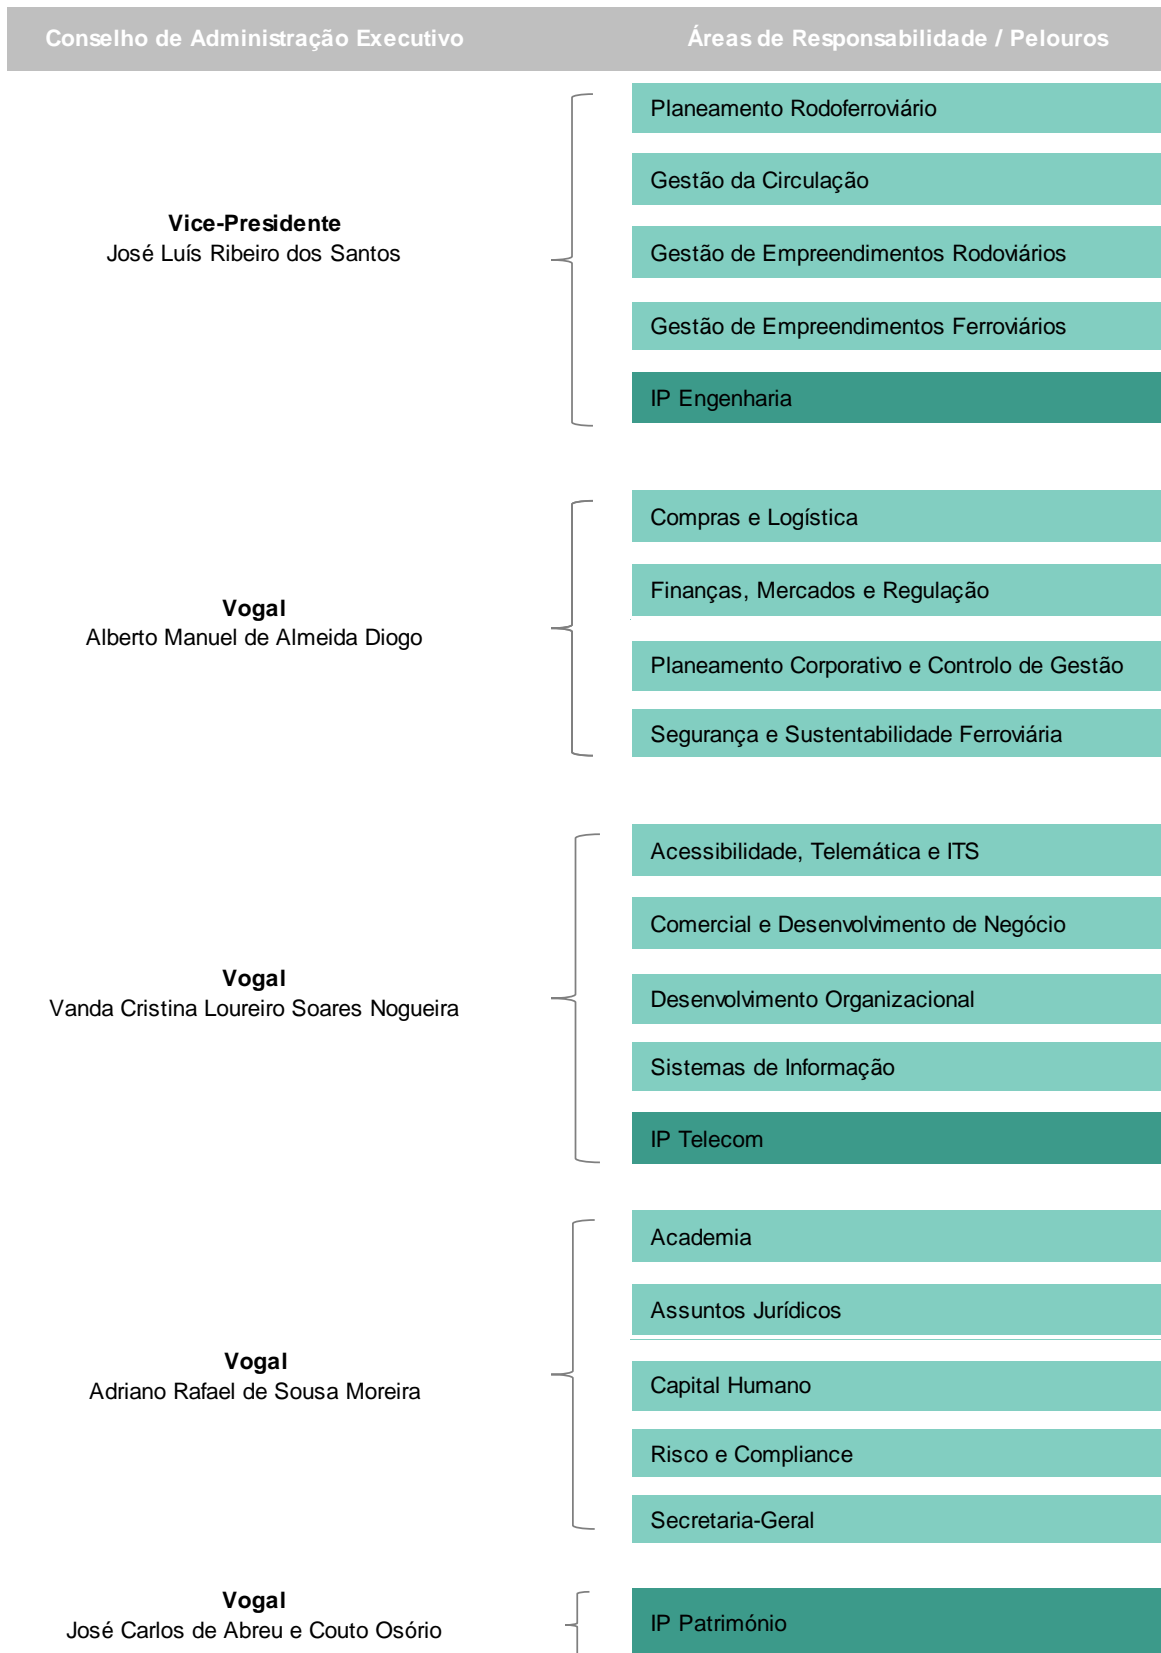 Conselho de Administração Executivo
Áreas de Responsabilidade / Pelouros
Vice-Presidente
José Luís Ribeiro dos Santos
Planeamento Rodoferroviário
Gestão da Circulação
Gestão de Empreendimentos Rodoviários
Gestão de Empreendimentos Ferroviários
IP Engenharia
Vogal
Alberto Manuel de Almeida Diogo
Compras e Logística
Finanças, Mercados e Regulação
Planeamento Corporativo e Controlo de Gestão
Segurança e Sustentabilidade Ferroviária
Vogal
Vanda Cristina Loureiro Soares Nogueira
Acessibilidade, Telemática e ITS
Comercial e Desenvolvimento de Negócio
Desenvolvimento Organizacional
Sistemas de Informação
IP Telecom
Vogal
Adriano Rafael de Sousa Moreira
Academia
Assuntos Jurídicos
Capital Humano
Risco e Compliance
Secretaria-Geral
Vogal
José Carlos de Abreu e Couto Osório
IP Património